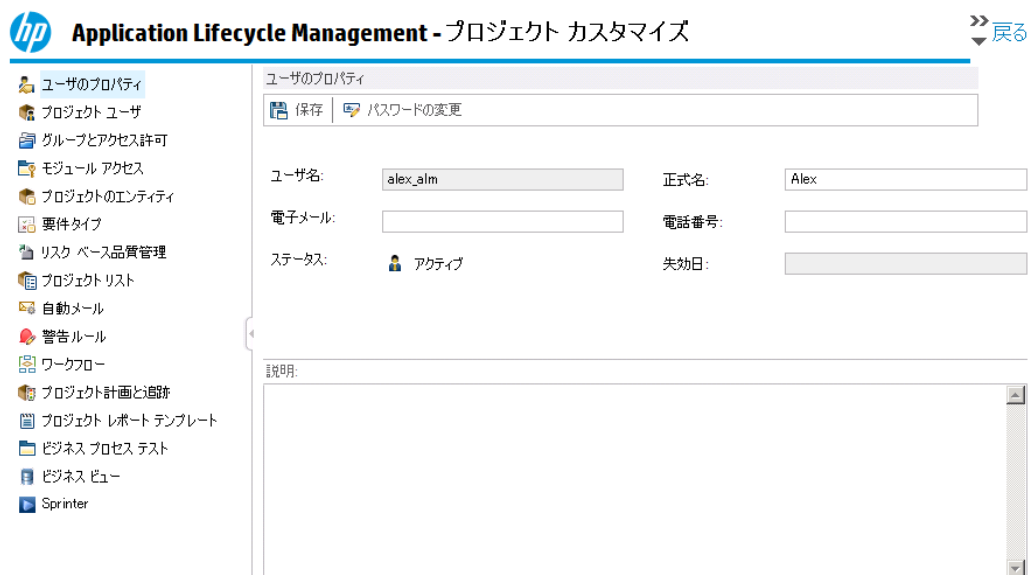 hp Application Lifecycle Management - プロジェクト カスタマイズ
戻る
ユーザのプロパティ
プロジェクト ユーザ
グループとアクセス許可
モジュール アクセス
プロジェクトのエンティティ
要件タイプ
リスク ベース品質管理
プロジェクト リスト
自動メール
警告ルール
ワークフロー
プロジェクト計画と追跡
プロジェクト レポート テンプレート
ビジネス プロセス テスト
ビジネス ビュー
Sprinter
ユーザのプロパティ
保存 パスワードの変更
ユーザ名: alex_alm 正式名: Alex
電子メール: 電話番号:
ステータス: アクティブ 失効日:
説明: